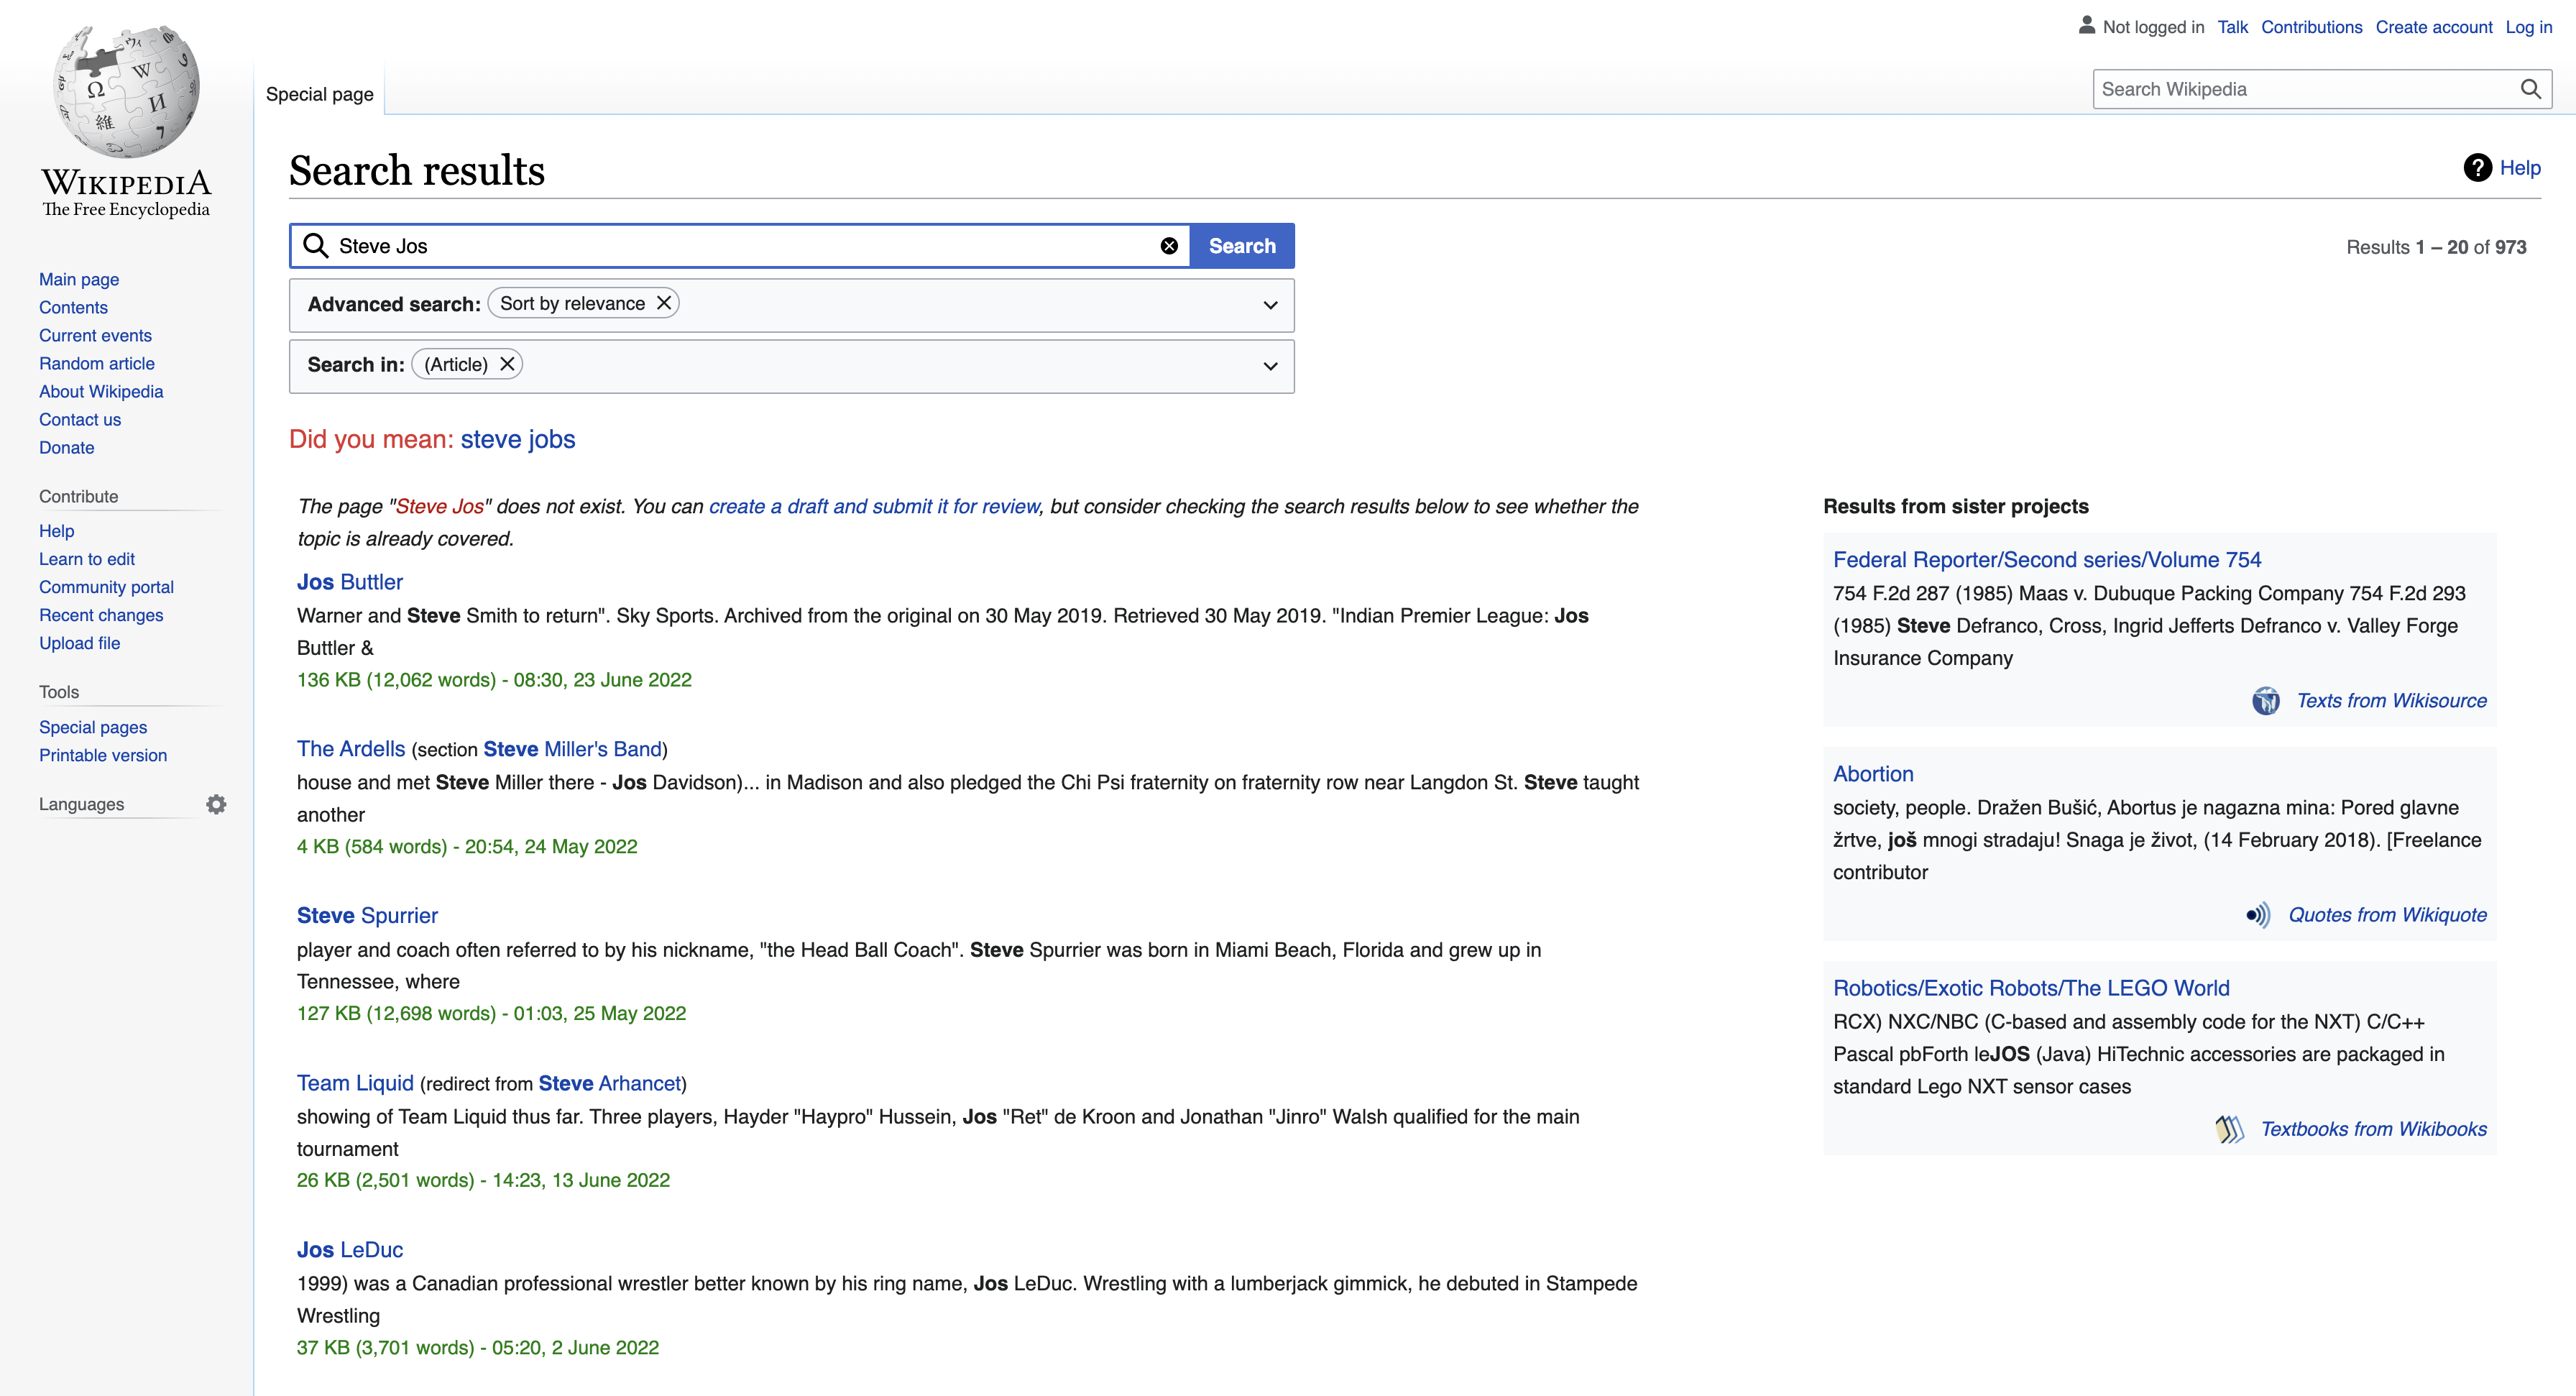 WIKIPEDIA
The Free Encyclopedia
Not logged in Talk Contributions Create account Log in
Special page
Search Wikipedia
Search results
Help
Steve Jos
Search
Results 1 – 20 of 973
Advanced search: Sort by relevance
Search in: (Article)
Did you mean: steve jobs
Main page
Contents
Current events
Random article
About Wikipedia
Contact us
Donate
Contribute
Help
Learn to edit
Community portal
Recent changes
Upload file
Tools
Special pages
Printable version
Languages
The page "Steve Jos" does not exist. You can create a draft and submit it for review, but consider checking the search results below to see whether the
topic is already covered.
Jos Buttler
Warner and Steve Smith to return". Sky Sports. Archived from the original on 30 May 2019. Retrieved 30 May 2019. "Indian Premier League: Jos
Buttler &
136 KB (12,062 words) - 08:30, 23 June 2022
The Ardells (section Steve Miller's Band)
house and met Steve Miller there - Jos Davidson)... in Madison and also pledged the Chi Psi fraternity on fraternity row near Langdon St. Steve taught
another
4 KB (584 words) - 20:54, 24 May 2022
Steve Spurrier
player and coach often referred to by his nickname, "the Head Ball Coach". Steve Spurrier was born in Miami Beach, Florida and grew up in
Tennessee, where
127 KB (12,698 words) - 01:03, 25 May 2022
Team Liquid (redirect from Steve Arhancet)
showing of Team Liquid thus far. Three players, Hayder "Haypro" Hussein, Jos "Ret" de Kroon and Jonathan "Jinro" Walsh qualified for the main
tournament
26 KB (2,501 words) - 14:23, 13 June 2022
Jos LeDuc
1999) was a Canadian professional wrestler better known by his ring name, Jos LeDuc. Wrestling with a lumberjack gimmick, he debuted in Stampede
Wrestling
37 KB (3,701 words) - 05:20, 2 June 2022
Results from sister projects
Federal Reporter/Second series/Volume 754
754 F.2d 287 (1985) Maas v. Dubuque Packing Company 754 F.2d 293
(1985) Steve Defranco, Cross, Ingrid Jefferts Defranco v. Valley Forge
Insurance Company
Texts from Wikisource
Abortion
society, people. Dražen Bušić, Abortus je nagazna mina: Pored glavne
žrtve, još mnogi stradaju! Snaga je život, (14 February 2018). [Freelance
contributor
Quotes from Wikiquote
Robotics/Exotic Robots/The LEGO World
RCX) NXC/NBC (C-based and assembly code for the NXT) C/C++
Pascal pbForth leJOS (Java) HiTechnic accessories are packaged in
standard Lego NXT sensor cases
Textbooks from Wikibooks